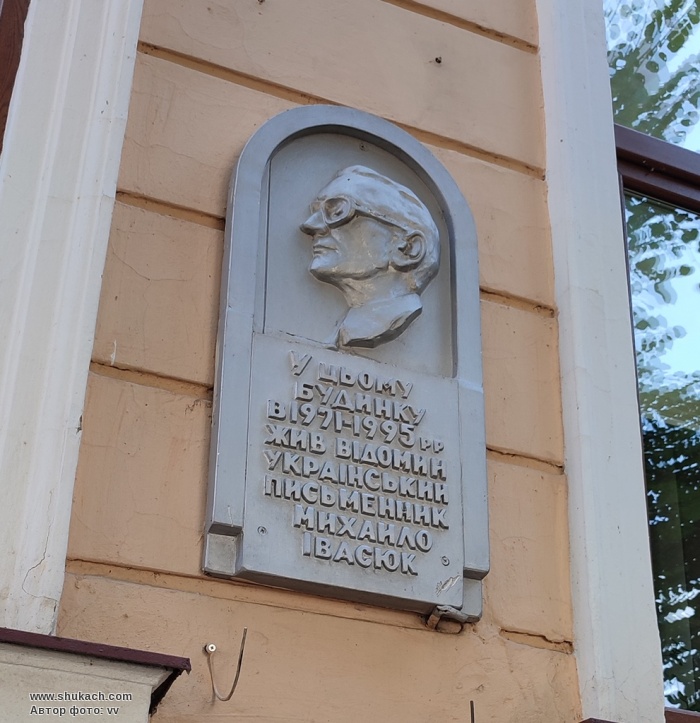 У ЦЬОМУ
БУДИНКУ
В 1971-1995 РР
ЖИВ ВІДОМИЙ
УКРАЇНСЬКИЙ
ПИСЬМЕННИК
МИХАЙЛО
ІВАСЮК
www.shukach.com
Автор фото: vv